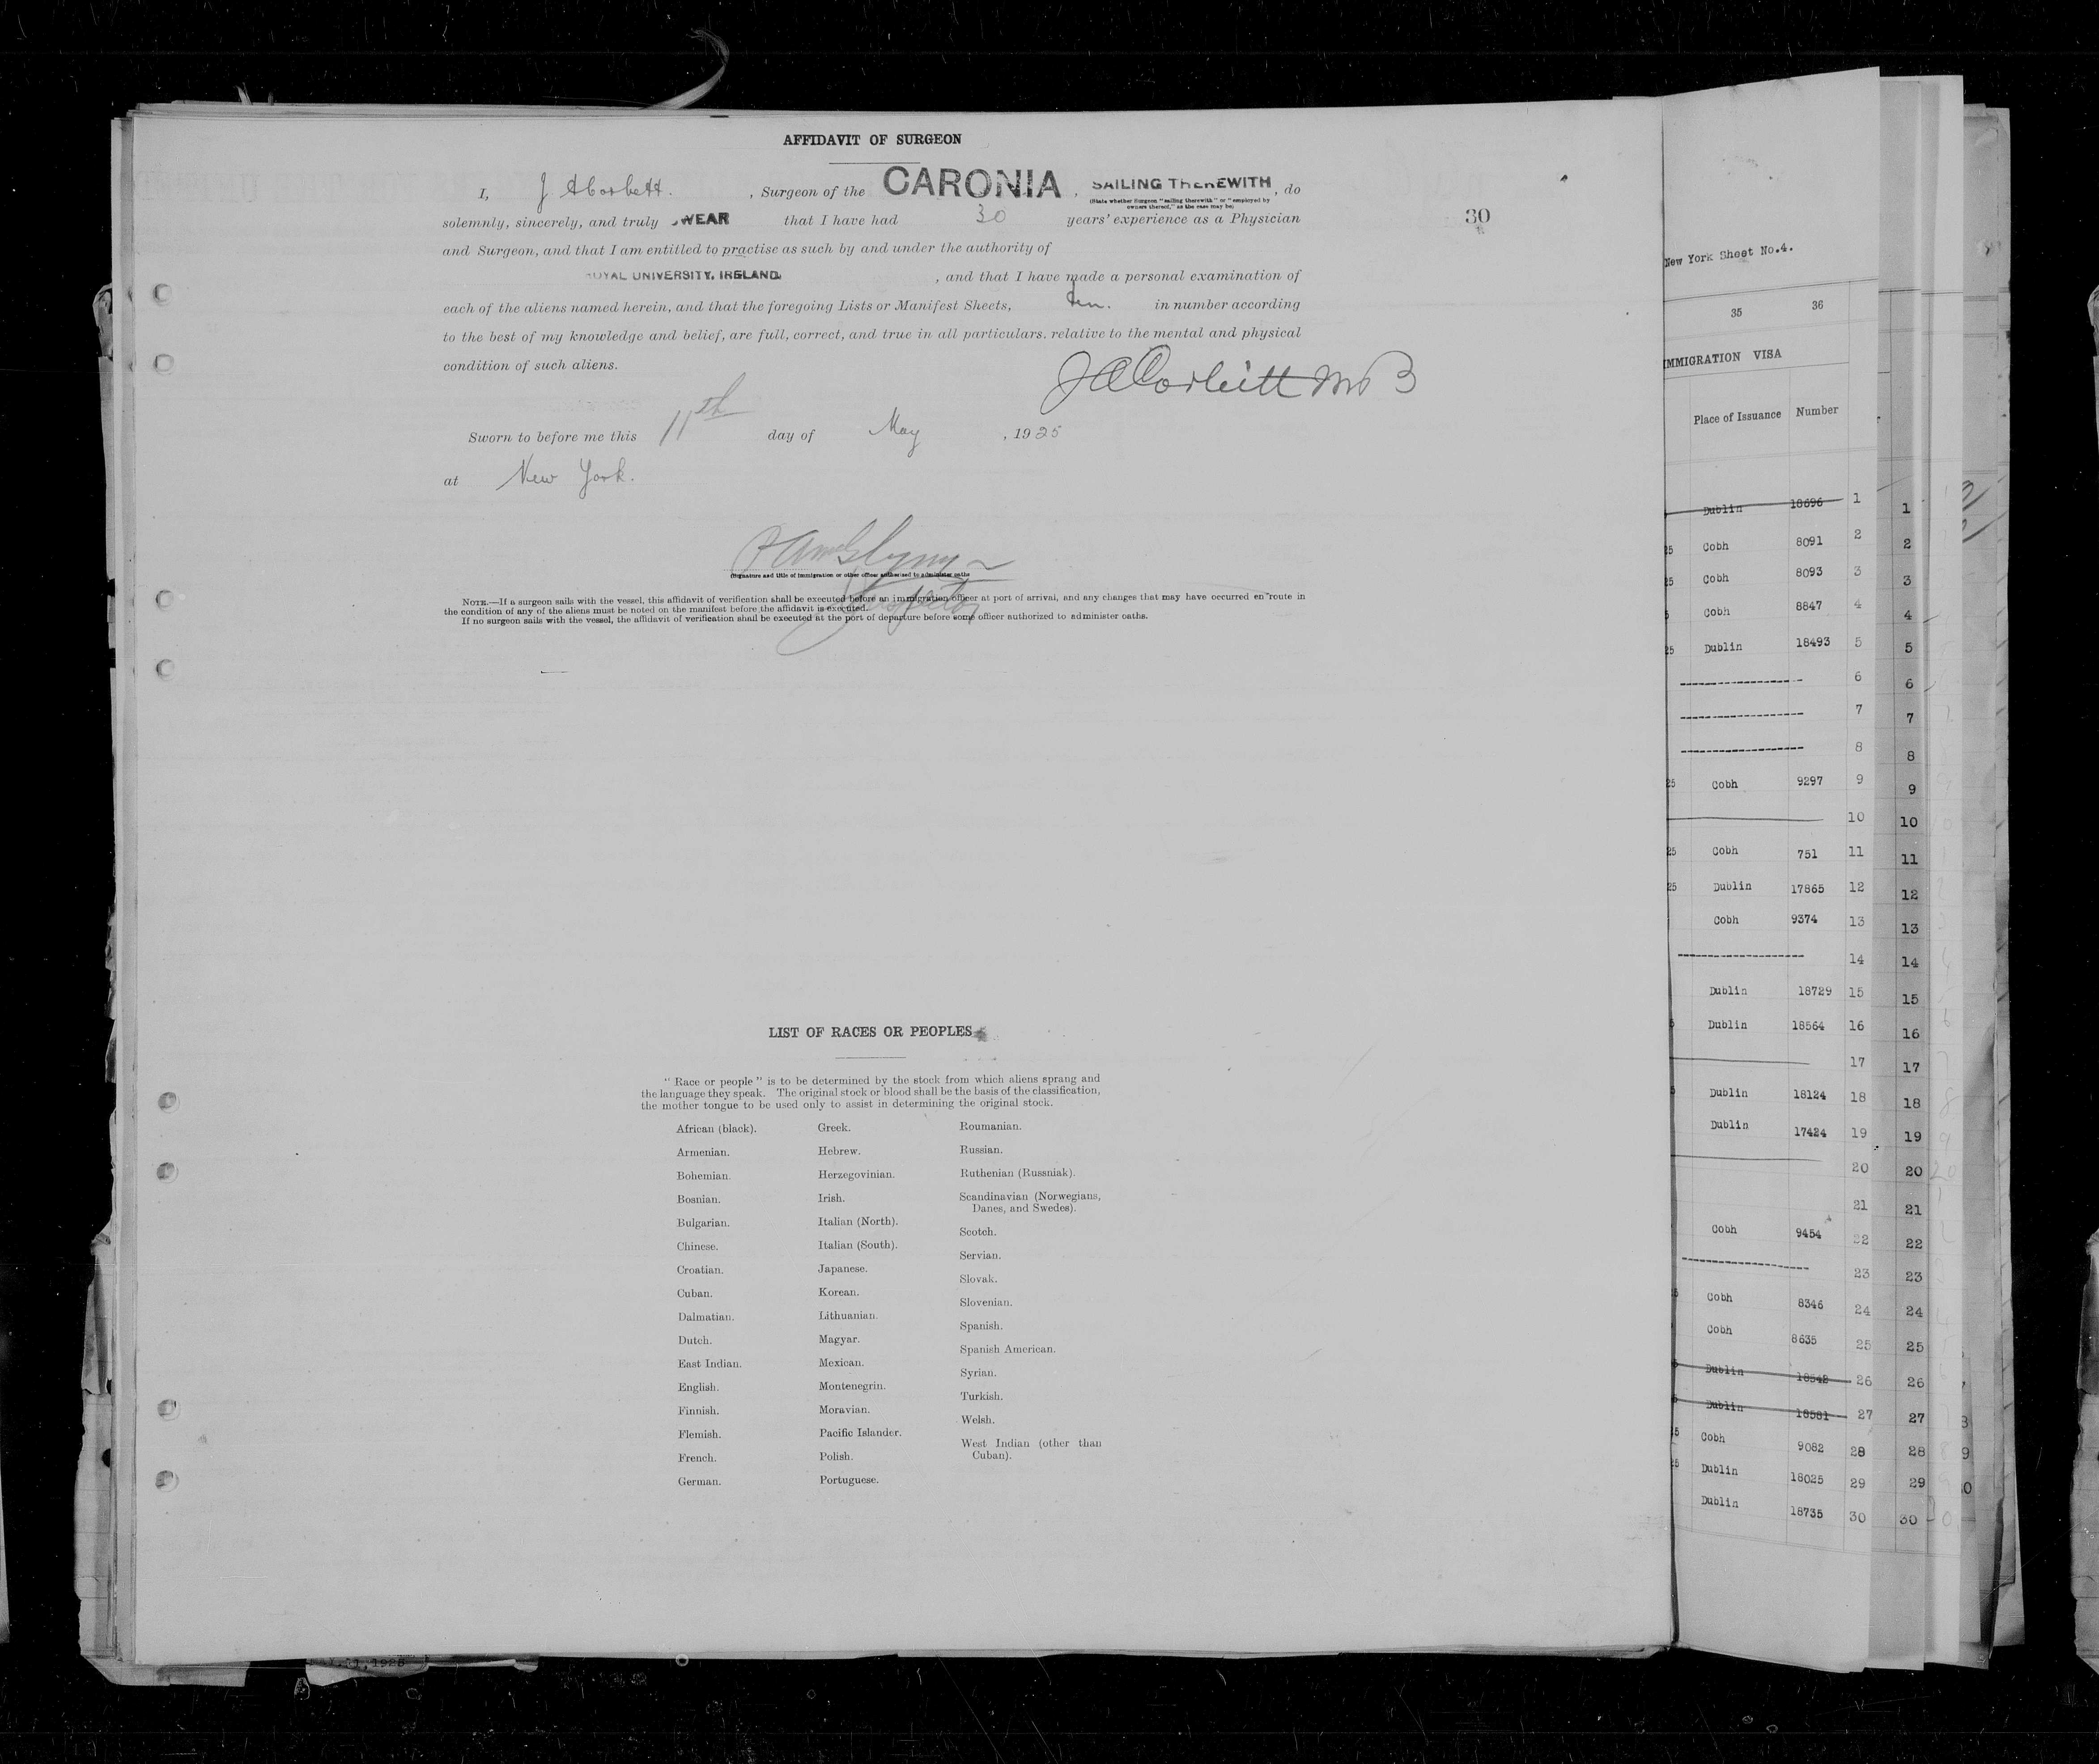 AFFIDAVIT OF SURGEON
I, J A Corbett. , Surgeon of the CARONIA , SAILING THEREWITH , do
(State whether Surgeon "sailing therewith" or "employed by
owners thereof," as the case may be)
solemnly, sincerely, and truly SWEAR that I have had 30 years' experience as a Physician
30
and Surgeon, and that I am entitled to practise as such by and under the authority of
ROYAL UNIVERSITY, IRELAND. , and that I have made a personal examination of
each of the aliens named herein, and that the foregoing Lists or Manifest Sheets, ten. in number according
to the best of my knowledge and belief, are full, correct, and true in all particulars, relative to the mental and physical
condition of such aliens.
J A Corbett MB
Sworn to before me this 11th day of May , 1925
at New York.
(Signature and title of immigration or other officer authorised to administer oaths
Inspector
NOTE.—If a surgeon sails with the vessel, this affidavit of verification shall be executed before an immigration officer at port of arrival, and any changes that may have occurred en route in
the condition of any of the aliens must be noted on the manifest before the affidavit is executed.
If no surgeon sails with the vessel, the affidavit of verification shall be executed at the port of departure before some officer authorized to administer oaths.
LIST OF RACES OR PEOPLES
"Race or people" is to be determined by the stock from which aliens sprang and
the language they speak. The original stock or blood shall be the basis of the classification,
the mother tongue to be used only to assist in determining the original stock.
African (black).
Armenian.
Bohemian.
Bosnian.
Bulgarian.
Chinese.
Croatian.
Cuban.
Dalmatian.
Dutch.
East Indian.
English.
Finnish.
Flemish.
French.
German.
Greek.
Hebrew.
Herzegovinian.
Irish.
Italian (North).
Italian (South).
Japanese.
Korean.
Lithuanian.
Magyar.
Mexican.
Montenegrin.
Moravian.
Pacific Islander.
Polish.
Portuguese.
Roumanian.
Russian.
Ruthenian (Russniak).
Scandinavian (Norwegians,
Danes, and Swedes).
Scotch.
Servian.
Slovak.
Slovenian.
Spanish.
Spanish American.
Syrian.
Turkish.
Welsh.
West Indian (other than
Cuban).
New York Sheet No.4.
35 36
IMMIGRATION VISA
Place of Issuance Number
Dublin 18696 1 1
25 Cobh 8091 2 2
25 Cobh 8093 3 3
Cobh 8847 4 4
25 Dublin 18493 5 5
6 6
7 7
8 8
25 Cobh 9297 9 9
10 10
25 Cobh 751 11 11
25 Dublin 17865 12 12
Cobh 9374 13 13
14 14
Dublin 18729 15 15
Dublin 18564 16 16
17 17
Dublin 18124 18 18
Dublin 17424 19 19
20 20
21 21
Cobh 9454 22 22
23 23
Cobh 8346 24 24
Cobh 8635 25 25
Dublin 18542 26 26
Dublin 18581 27 27
Cobh 9082 28 28
Dublin 18025 29 29
Dublin 18735 30 30